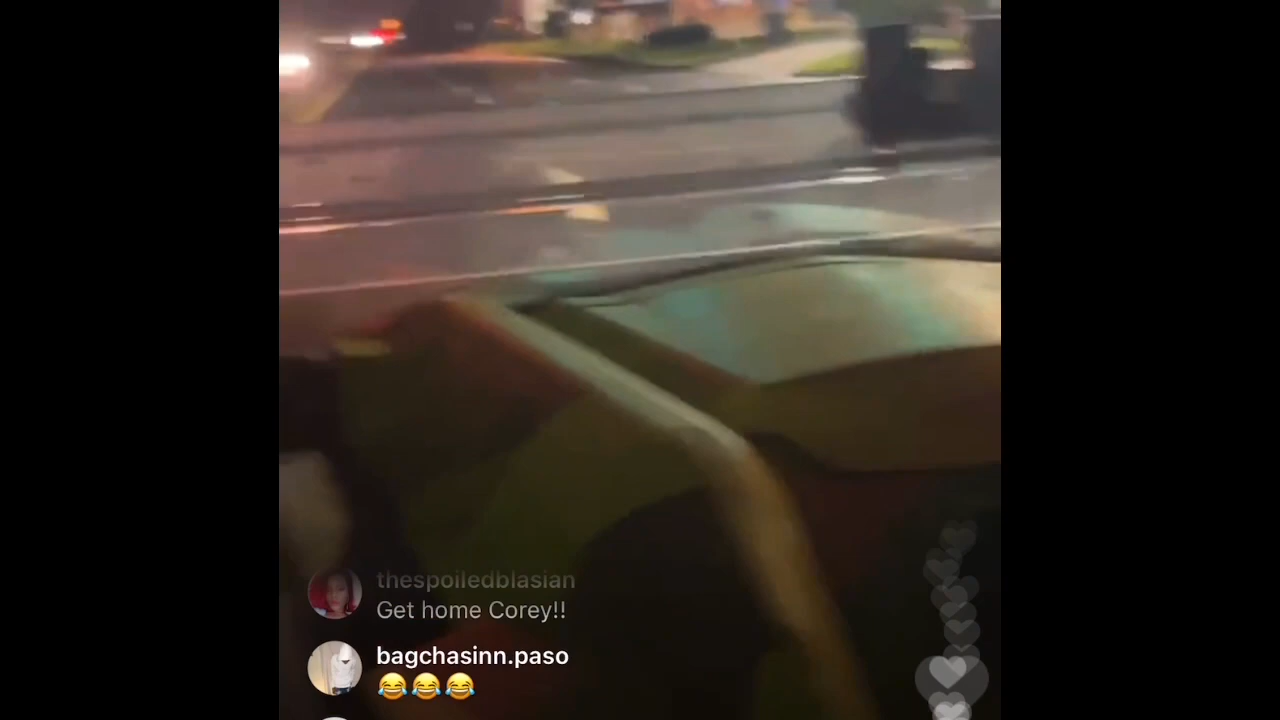 thespoiledblasian
Get home Corey!!
bagchasinn.paso
😂😂😂